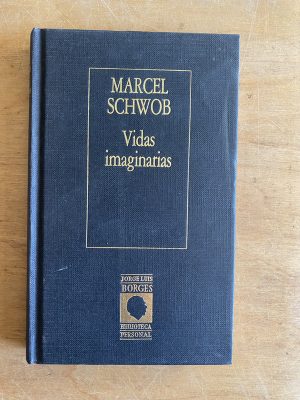 MARCEL
SCHWOB
Vidas
imaginarias
JORGE LUIS
BORGES
BIBLIOTECA
PERSONAL